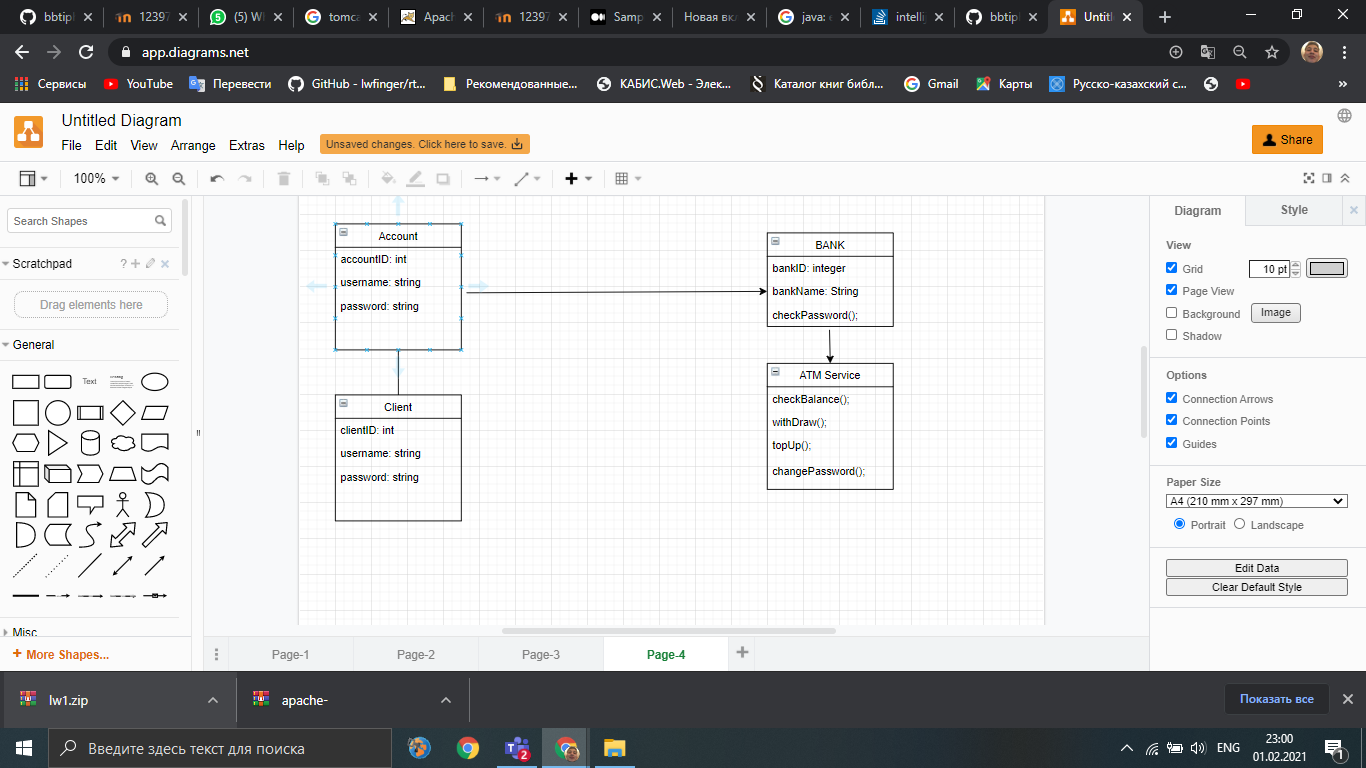 bbtipl
12397
(5) Wh
tomca
Apach
12397
Samp
Новая вкл
java: e
intellij
bbtipl
Untitl
app.diagrams.net
Сервисы
YouTube
Перевести
GitHub - lwfinger/rt...
Рекомендованные...
КАБИС.Web - Элек...
Каталог книг библ...
Gmail
Карты
Русско-казахский с...
»
Untitled Diagram
File Edit View Arrange Extras Help
Unsaved changes. Click here to save.
Share
100%
Search Shapes
Scratchpad
?
Drag elements here
General
Text
Misc
+ More Shapes...
Account
accountID: int
username: string
password: string
Client
clientID: int
username: string
password: string
BANK
bankID: integer
bankName: String
checkPassword();
ATM Service
checkBalance();
withDraw();
topUp();
changePassword();
Diagram
Style
View
Grid
10 pt
Page View
Background
Image
Shadow
Options
Connection Arrows
Connection Points
Guides
Paper Size
A4 (210 mm x 297 mm)
Portrait
Landscape
Edit Data
Clear Default Style
Page-1
Page-2
Page-3
Page-4
lw1.zip
apache-
Показать все
Введите здесь текст для поиска
2
ENG
23:00
01.02.2021
1